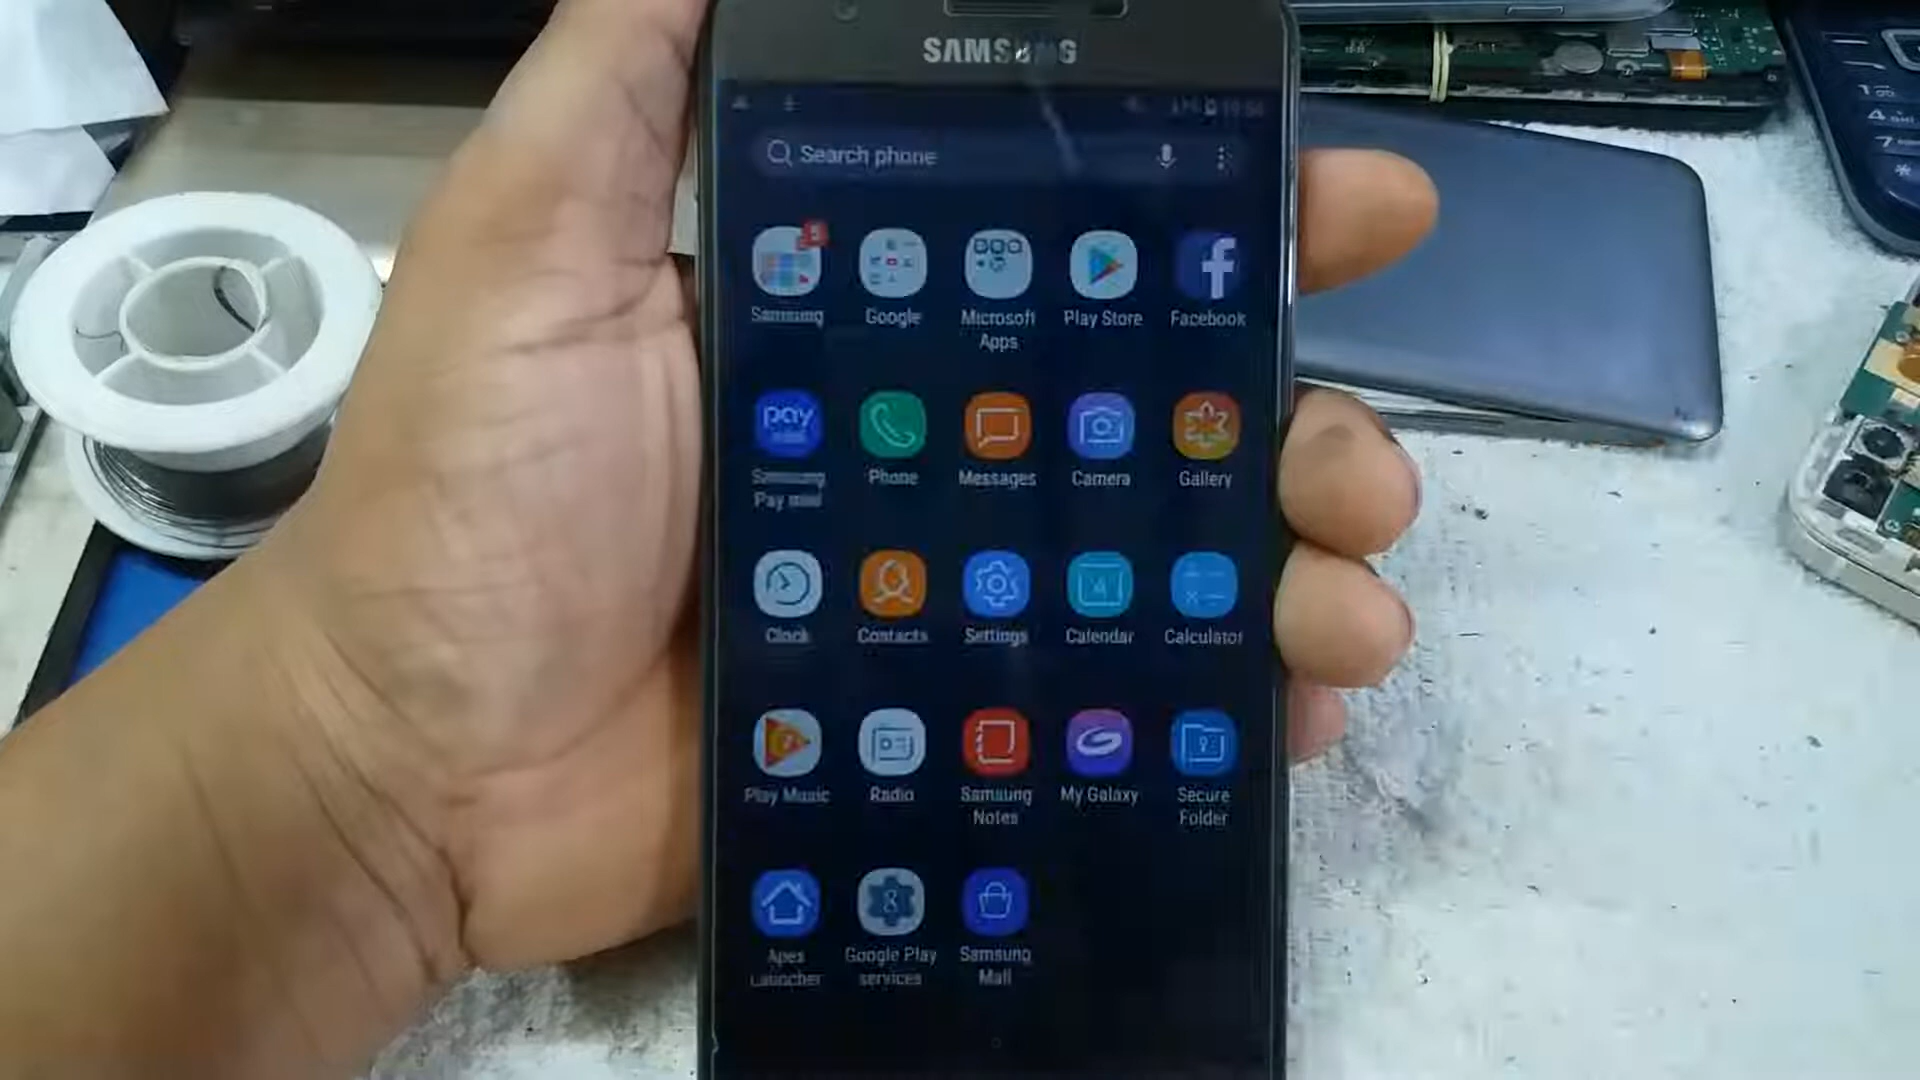 SAMSUNG
Search phone
Samsung Google Microsoft Apps Play Store Facebook
pay
Samsung Pay mini Phone Messages Camera Gallery
Clock Contacts Settings Calendar Calculator
Play Music Radio Samsung Notes My Galaxy Secure Folder
8
Apex Launcher Google Play services Samsung Mall